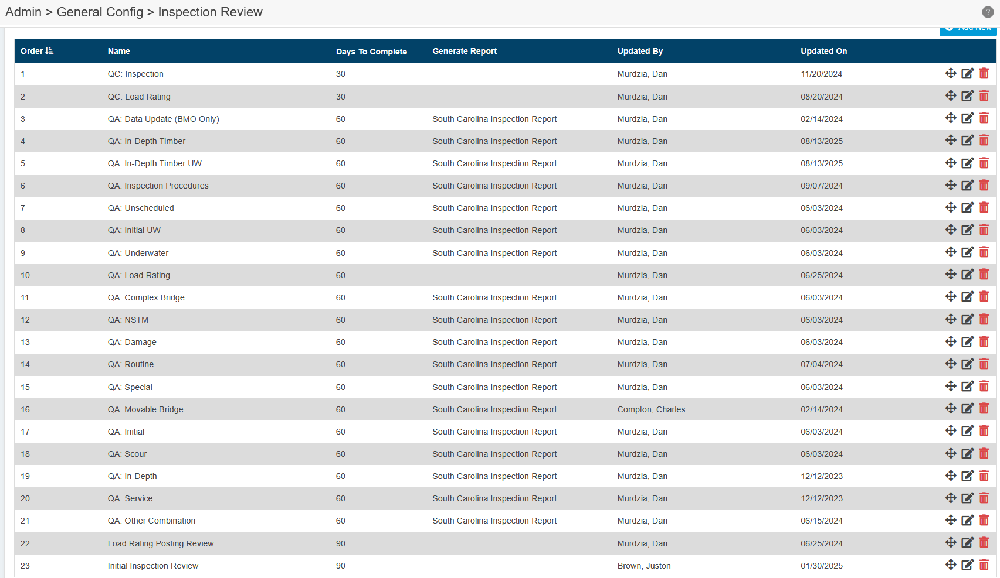 Admin > General Config > Inspection Review
?
Add New
Order Name Days To Complete Generate Report Updated By Updated On
1 QC: Inspection 30 Murdzia, Dan 11/20/2024
2 QC: Load Rating 30 Murdzia, Dan 08/20/2024
3 QA: Data Update (BMO Only) 60 South Carolina Inspection Report Murdzia, Dan 02/14/2024
4 QA: In-Depth Timber 60 South Carolina Inspection Report Murdzia, Dan 08/13/2025
5 QA: In-Depth Timber UW 60 South Carolina Inspection Report Murdzia, Dan 08/13/2025
6 QA: Inspection Procedures 60 South Carolina Inspection Report Murdzia, Dan 09/07/2024
7 QA: Unscheduled 60 South Carolina Inspection Report Murdzia, Dan 06/03/2024
8 QA: Initial UW 60 South Carolina Inspection Report Murdzia, Dan 06/03/2024
9 QA: Underwater 60 South Carolina Inspection Report Murdzia, Dan 06/03/2024
10 QA: Load Rating 60 Murdzia, Dan 06/25/2024
11 QA: Complex Bridge 60 South Carolina Inspection Report Murdzia, Dan 06/03/2024
12 QA: NSTM 60 South Carolina Inspection Report Murdzia, Dan 06/03/2024
13 QA: Damage 60 South Carolina Inspection Report Murdzia, Dan 06/03/2024
14 QA: Routine 60 South Carolina Inspection Report Murdzia, Dan 07/04/2024
15 QA: Special 60 South Carolina Inspection Report Murdzia, Dan 06/03/2024
16 QA: Movable Bridge 60 South Carolina Inspection Report Compton, Charles 02/14/2024
17 QA: Initial 60 South Carolina Inspection Report Murdzia, Dan 06/03/2024
18 QA: Scour 60 South Carolina Inspection Report Murdzia, Dan 06/03/2024
19 QA: In-Depth 60 South Carolina Inspection Report Murdzia, Dan 12/12/2023
20 QA: Service 60 South Carolina Inspection Report Murdzia, Dan 12/12/2023
21 QA: Other Combination 60 South Carolina Inspection Report Murdzia, Dan 06/15/2024
22 Load Rating Posting Review 90 Murdzia, Dan 06/25/2024
23 Initial Inspection Review 90 Brown, Juston 01/30/2025